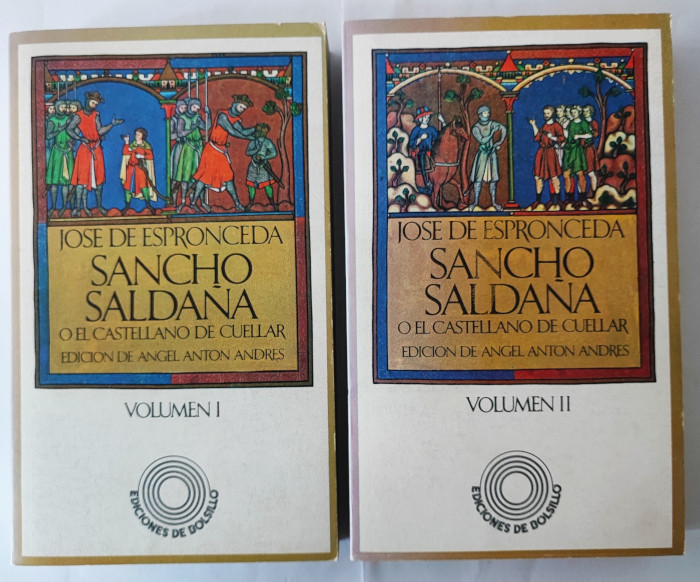 JOSE DE ESPRONCEDA
SANCHO
SALDAÑA
O EL CASTELLANO DE CUELLAR
EDICION DE ANGEL ANTON ANDRES
VOLUMEN I
EDICIONES DE BOLSILLO
JOSE DE ESPRONCEDA
SANCHO
SALDAÑA
O EL CASTELLANO DE CUELLAR
EDICION DE ANGEL ANTON ANDRES
VOLUMEN II
EDICIONES DE BOLSILLO